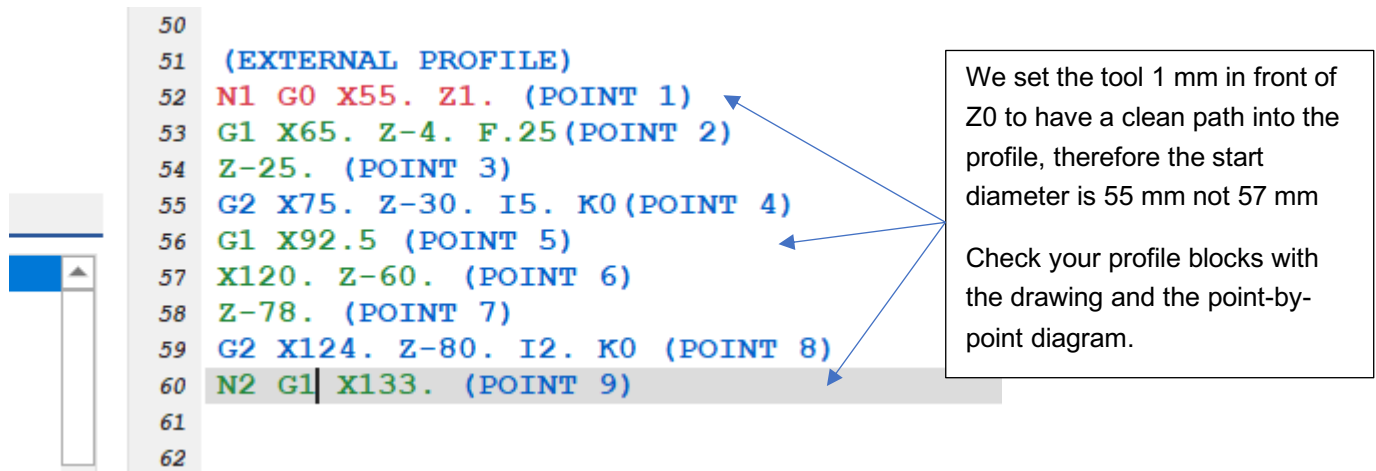 50
51 (EXTERNAL PROFILE)
52 N1 G0 X55. Z1. (POINT 1)
53 G1 X65. Z-4. F.25(POINT 2)
54 Z-25. (POINT 3)
55 G2 X75. Z-30. I5. K0(POINT 4)
56 G1 X92.5 (POINT 5)
57 X120. Z-60. (POINT 6)
58 Z-78. (POINT 7)
59 G2 X124. Z-80. I2. K0 (POINT 8)
60 N2 G1 X133. (POINT 9)
61
62
We set the tool 1 mm in front of
Z0 to have a clean path into the
profile, therefore the start
diameter is 55 mm not 57 mm
Check your profile blocks with
the drawing and the point-by-
point diagram.